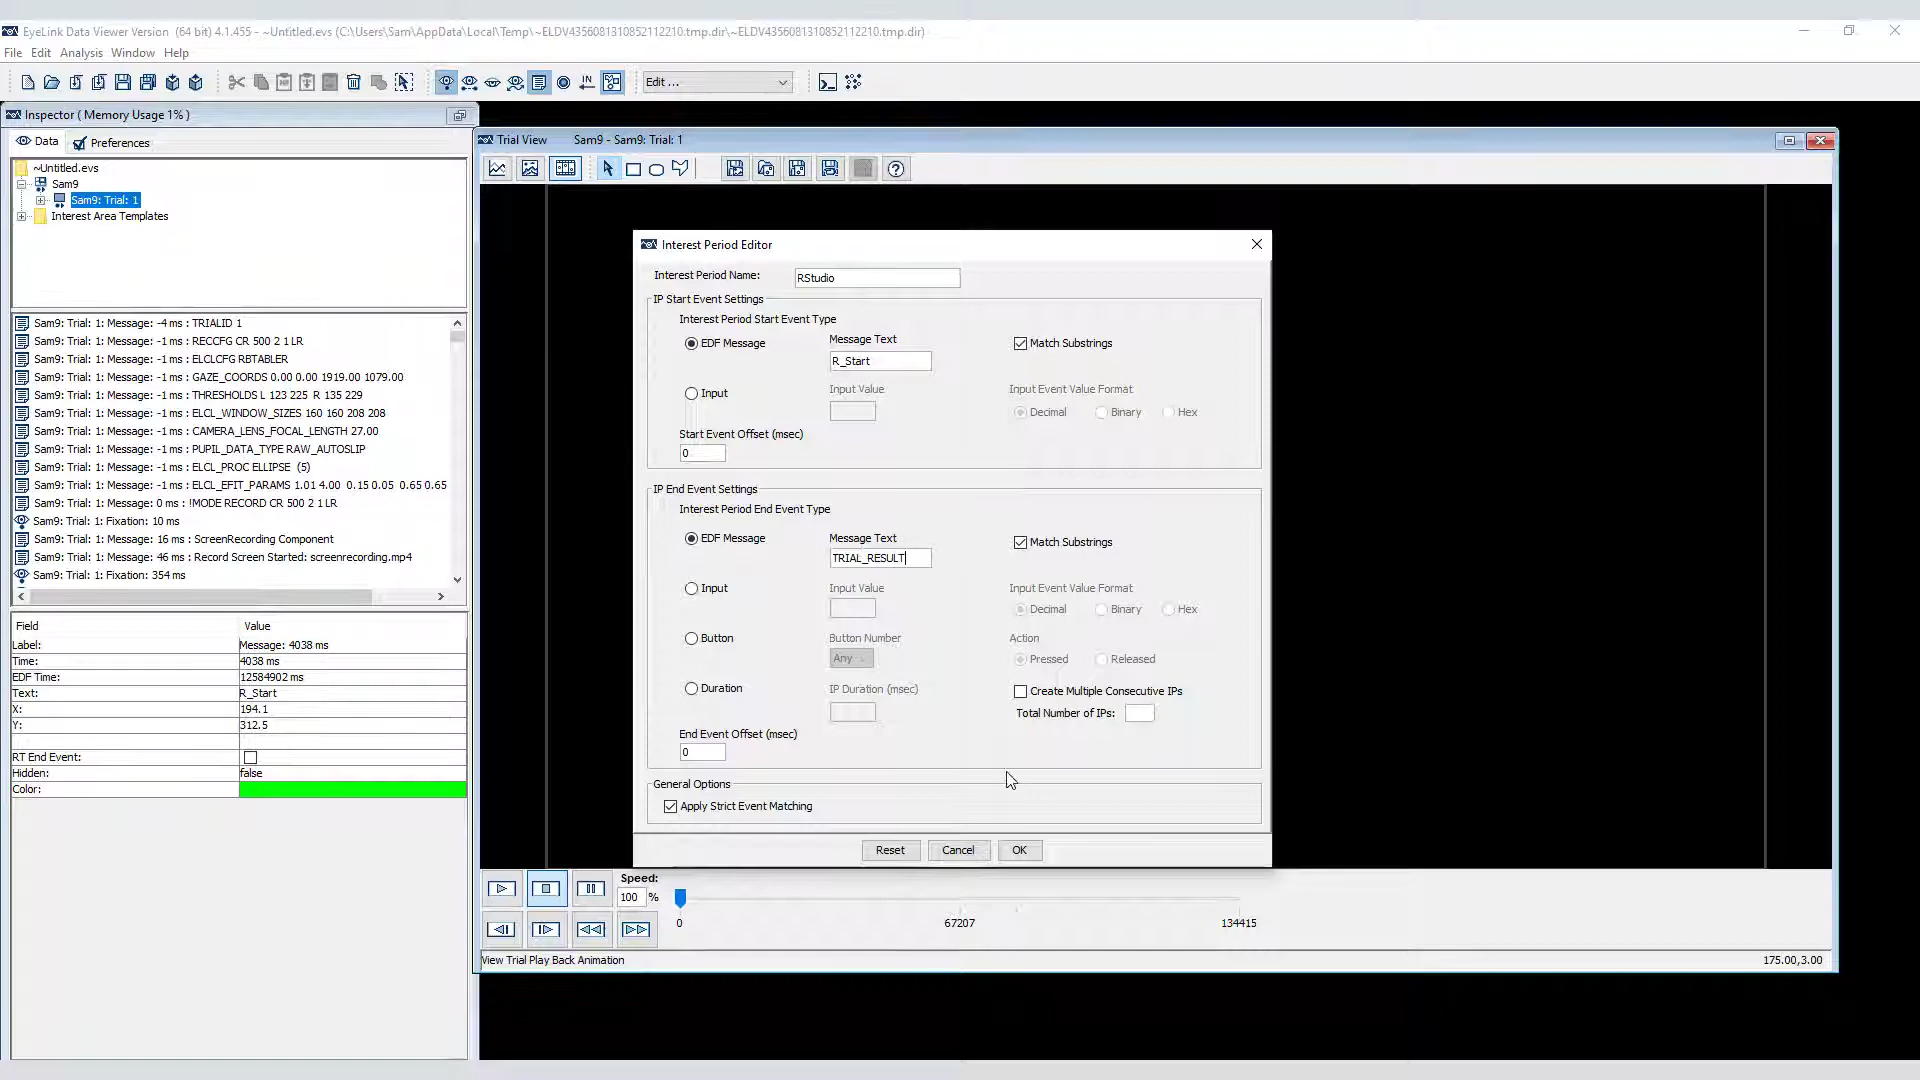 EyeLink Data Viewer Version  (64 bit) 4.1.455 - ~Untitled.evs (C:\Users\Sam\AppData\Local\Temp\~ELDV4356081310852112210.tmp.dir\~ELDV4356081310852112210.tmp.dir)
File Edit Analysis Window Help
IN Edit ...
Inspector ( Memory Usage 1% )
Data Preferences
~Untitled.evs
Sam9
Sam9: Trial: 1
Interest Area Templates
Sam9: Trial: 1: Message: -4 ms : TRIALID 1
Sam9: Trial: 1: Message: -1 ms : RECCFG CR 500 2 1 LR
Sam9: Trial: 1: Message: -1 ms : ELCLCFG RBTABLER
Sam9: Trial: 1: Message: -1 ms : GAZE_COORDS 0.00 0.00 1919.00 1079.00
Sam9: Trial: 1: Message: -1 ms : THRESHOLDS L 123 225 R 135 229
Sam9: Trial: 1: Message: -1 ms : ELCL_WINDOW_SIZES 160 160 208 208
Sam9: Trial: 1: Message: -1 ms : CAMERA_LENS_FOCAL_LENGTH 27.00
Sam9: Trial: 1: Message: -1 ms : PUPIL_DATA_TYPE RAW_AUTOSLIP
Sam9: Trial: 1: Message: -1 ms : ELCL_PROC ELLIPSE (5)
Sam9: Trial: 1: Message: -1 ms : ELCL_EFIT_PARAMS 1.01 4.00 0.15 0.05 0.65 0.65
Sam9: Trial: 1: Message: 0 ms : !MODE RECORD CR 500 2 1 LR
Sam9: Trial: 1: Fixation: 10 ms
Sam9: Trial: 1: Message: 16 ms : ScreenRecording Component
Sam9: Trial: 1: Message: 46 ms : Record Screen Started: screenrecording.mp4
Sam9: Trial: 1: Fixation: 354 ms
Field Value
Label: Message: 4038 ms
Time: 4038 ms
EDF Time: 12584902 ms
Text: R_Start
X: 194.1
Y: 312.5
RT End Event:
Hidden: false
Color:
Trial View Sam9 - Sam9: Trial: 1
Interest Period Editor
Interest Period Name: RStudio
IP Start Event Settings
Interest Period Start Event Type
EDF Message Message Text Match Substrings
R_Start
Input Input Value Input Event Value Format
Decimal Binary Hex
Start Event Offset (msec)
0
IP End Event Settings
Interest Period End Event Type
EDF Message Message Text Match Substrings
TRIAL_RESULT
Input Input Value Input Event Value Format
Decimal Binary Hex
Button Button Number Action
Any Pressed Released
Duration IP Duration (msec) Create Multiple Consecutive IPs
Total Number of IPs:
End Event Offset (msec)
0
General Options
Apply Strict Event Matching
Reset Cancel OK
Speed:
100 %
0 67207 134415
View Trial Play Back Animation 175.00,3.00